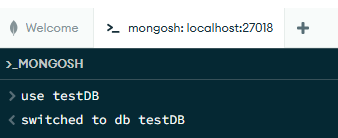 Welcome
>_ mongosh: localhost:27018 +
>_MONGOSH
> use testDB
< switched to db testDB